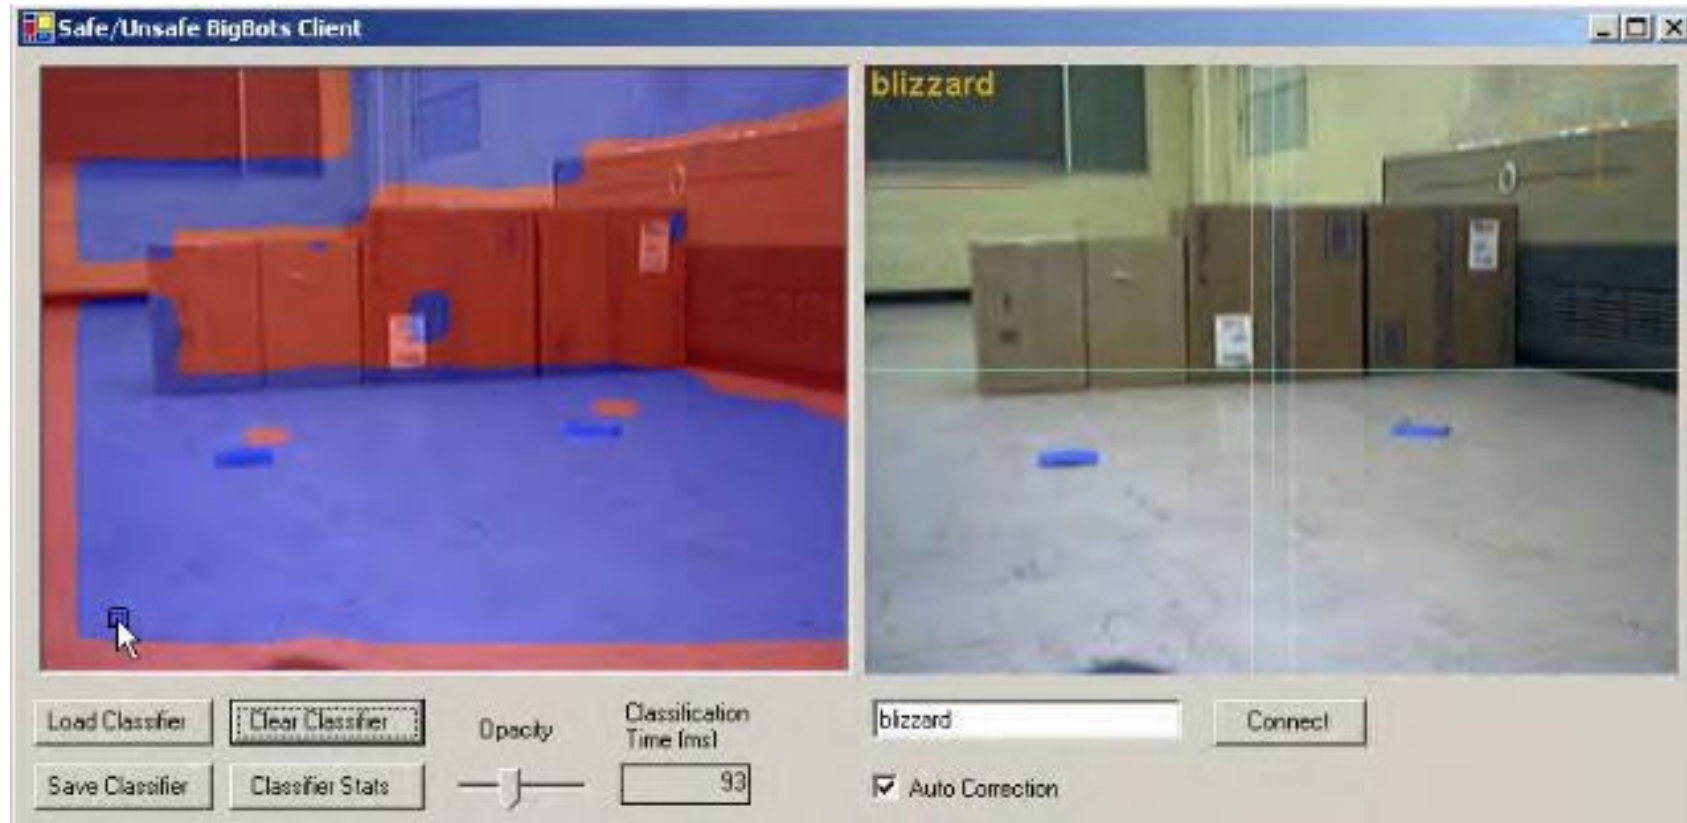 Safe/Unsafe BigBots Client
blizzard
Load Classifier
Clear Classifier
Opacity
Classification
Time (ms)
blizzard
Connect
Save Classifier
Classifier Stats
93
Auto Correction